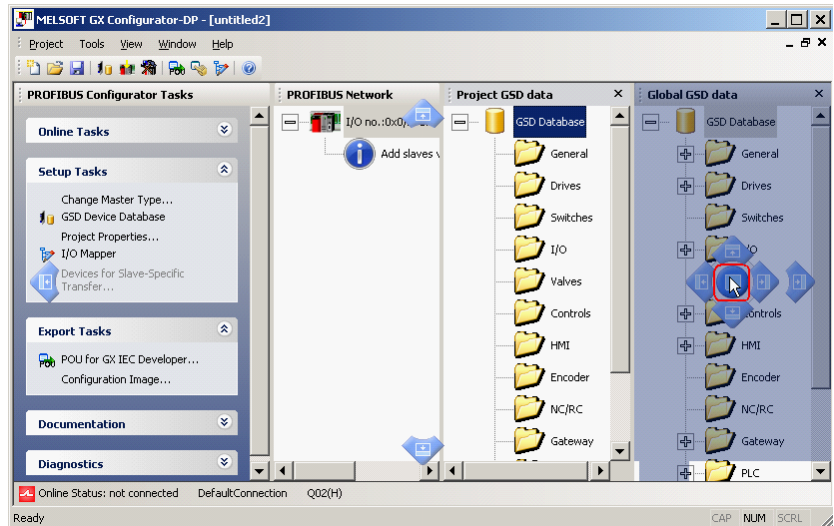 MELSOFT GX Configurator-DP - [untitled2]
Project Tools View Window Help
PROFIBUS Configurator Tasks
Online Tasks
Setup Tasks
Change Master Type...
GSD Device Database
Project Properties...
I/O Mapper
Devices for Slave-Specific
Transfer...
Export Tasks
POU for GX IEC Developer...
Configuration Image...
Documentation
Diagnostics
PROFIBUS Network
I/O no.:0x0/
Add slaves
Project GSD data
GSD Database
General
Drives
Switches
I/O
Valves
Controls
HMI
Encoder
NC/RC
Gateway
Global GSD data
GSD Database
General
Drives
Switches
I/O
Controls
HMI
Encoder
NC/RC
Gateway
PLC
Online Status: not connected DefaultConnection Q02(H)
Ready CAP NUM SCRL